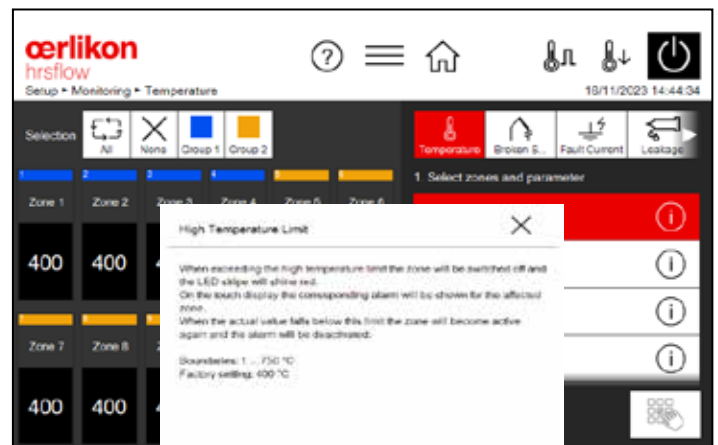 œrlikon
hrsflow
Setup ▸ Monitoring ▸ Temperature
16/11/2023 14:44:34
Selection
All
None
Group 1
Group 2
Temperature
Broken S...
Fault Current
Leakage
1. Select zones and parameter
1
2
3
4
5
6
Zone 1
Zone 2
Zone 3
Zone 4
Zone 5
Zone 6
400
400
High Temperature Limit
When exceeding the high temperature limit the zone will be switched off and
the LED stripe will shine red.
On the touch display the corresponding alarm will be shown for the affected
zone.
When the actual value falls below this limit the zone will become active
again and the alarm will be deactivated.
Boundaries: 1 ... 750 °C
Factory setting: 400 °C
Zone 7
Zone 8
400
400